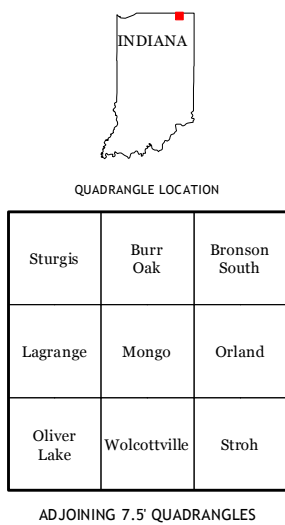 INDIANA
QUADRANGLE LOCATION
Sturgis
Burr
Oak
Bronson
South
Lagrange
Mongo
Orland
Oliver
Lake
Wolcottville
Stroh
ADJOINING 7.5' QUADRANGLES